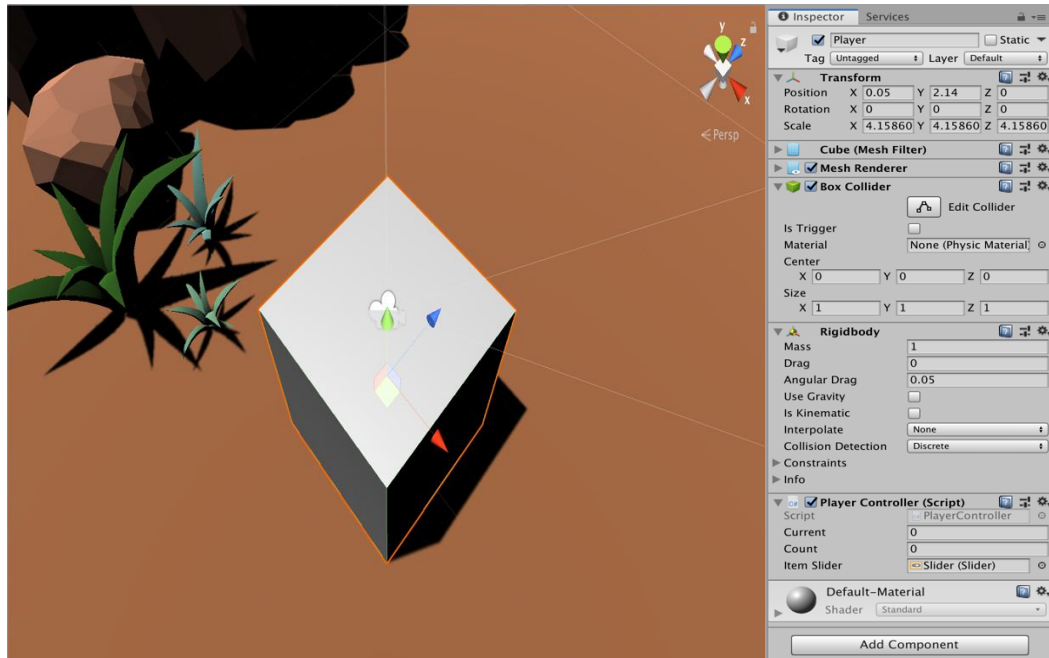 y
z
x
Persp
Inspector Services
Player Static
Tag Untagged Layer Default
Transform
Position X 0.05 Y 2.14 Z 0
Rotation X 0 Y 0 Z 0
Scale X 4.15860 Y 4.15860 Z 4.15860
Cube (Mesh Filter)
Mesh Renderer
Box Collider
Edit Collider
Is Trigger
Material None (Physic Material)
Center
X 0 Y 0 Z 0
Size
X 1 Y 1 Z 1
Rigidbody
Mass 1
Drag 0
Angular Drag 0.05
Use Gravity
Is Kinematic
Interpolate None
Collision Detection Discrete
Constraints
Info
Player Controller (Script)
Script PlayerController
Current 0
Count 0
Item Slider Slider (Slider)
Default-Material
Shader Standard
Add Component